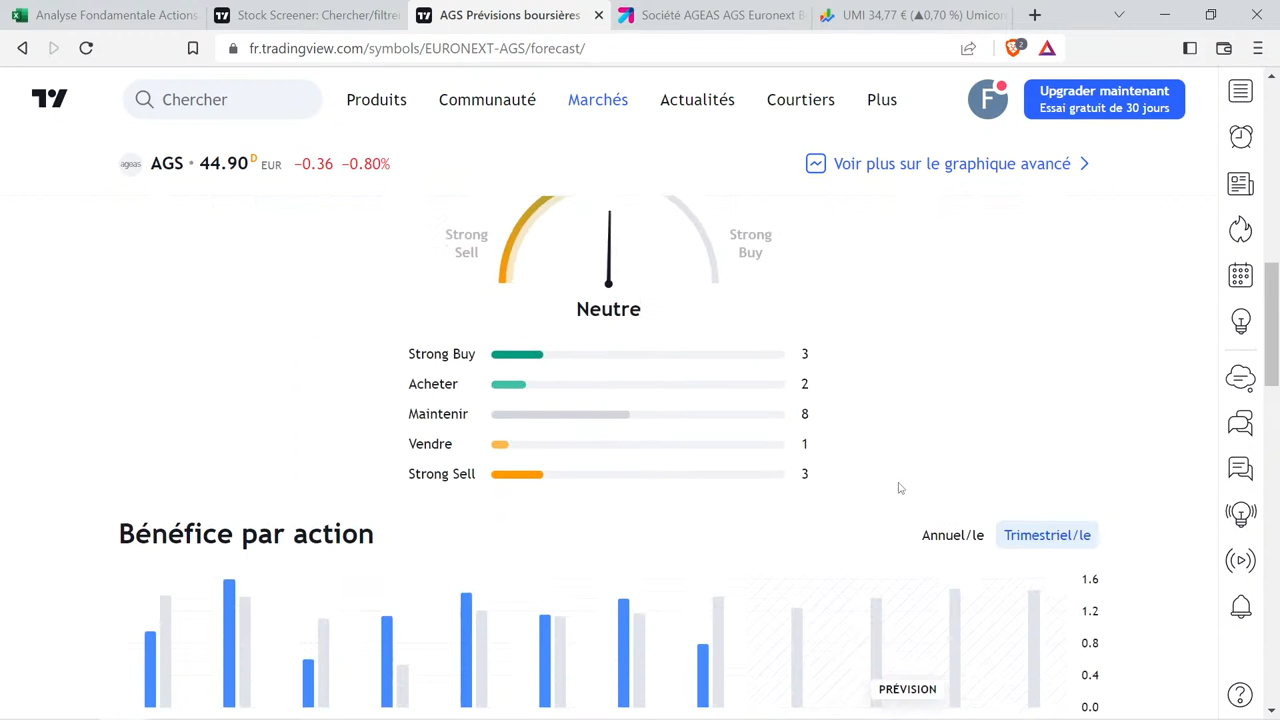 Analyse Fondamentale actions
Stock Screener: Chercher filtrer
AGS Prévisions boursières
Société AGEAS AGS Euronext B
UMI 34,77 € (▲0,70 %) Umicor
fr.tradingview.com/symbols/EURONEXT-AGS/forecast/
2
Chercher
Produits
Communauté
Marchés
Actualités
Courtiers
Plus
F
Upgrader maintenant
Essai gratuit de 30 jours
ageas
AGS • 44.90 D EUR −0.36 −0.80%
Voir plus sur le graphique avancé
Strong
Sell
Strong
Buy
Neutre
Strong Buy 3
Acheter 2
Maintenir 8
Vendre 1
Strong Sell 3
Bénéfice par action
Annuel/le
Trimestriel/le
1.6
1.2
0.8
0.4
PRÉVISION
0.0